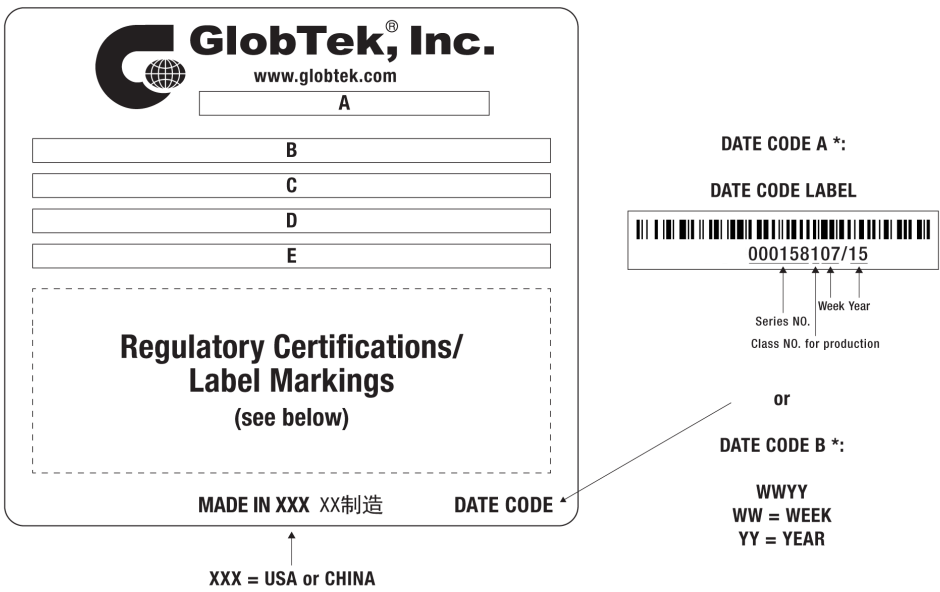 GlobTek®, Inc.
www.globtek.com
A
B
C
D
E
Regulatory Certifications/
Label Markings
(see below)
MADE IN XXX XX制造 DATE CODE
XXX = USA or CHINA
DATE CODE A *:
DATE CODE LABEL
000158107/15
Week Year
Series NO.
Class NO. for production
or
DATE CODE B *:
WWYY
WW = WEEK
YY = YEAR